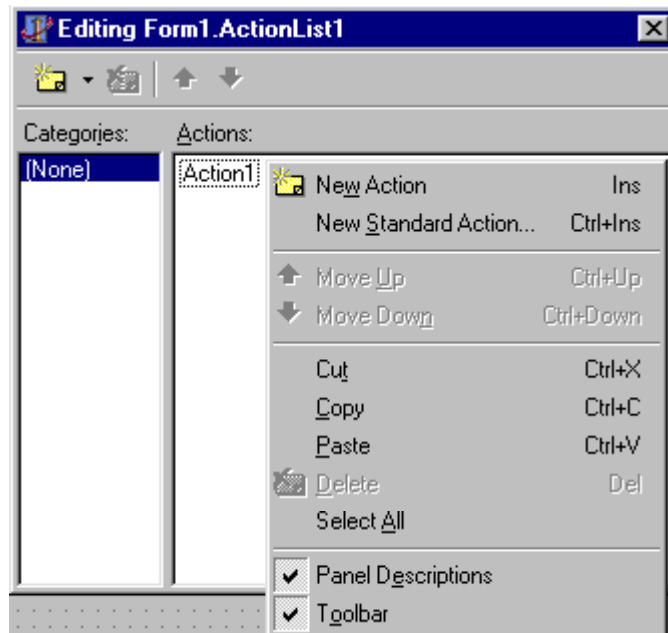 Editing Form1.ActionList1
Categories: Actions:
(None) Action1
New Action Ins
New Standard Action... Ctrl+Ins
Move Up Ctrl+Up
Move Down Ctrl+Down
Cut Ctrl+X
Copy Ctrl+C
Paste Ctrl+V
Delete Del
Select All
Panel Descriptions
Toolbar